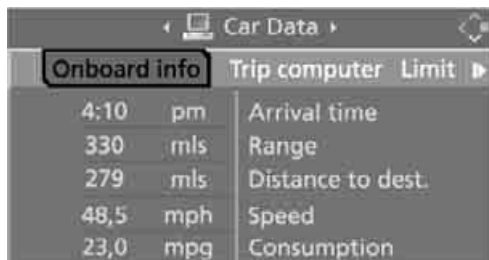 Car Data
Onboard info Trip computer Limit
4:10 pm Arrival time
330 mls Range
279 mls Distance to dest.
48,5 mph Speed
23,0 mpg Consumption